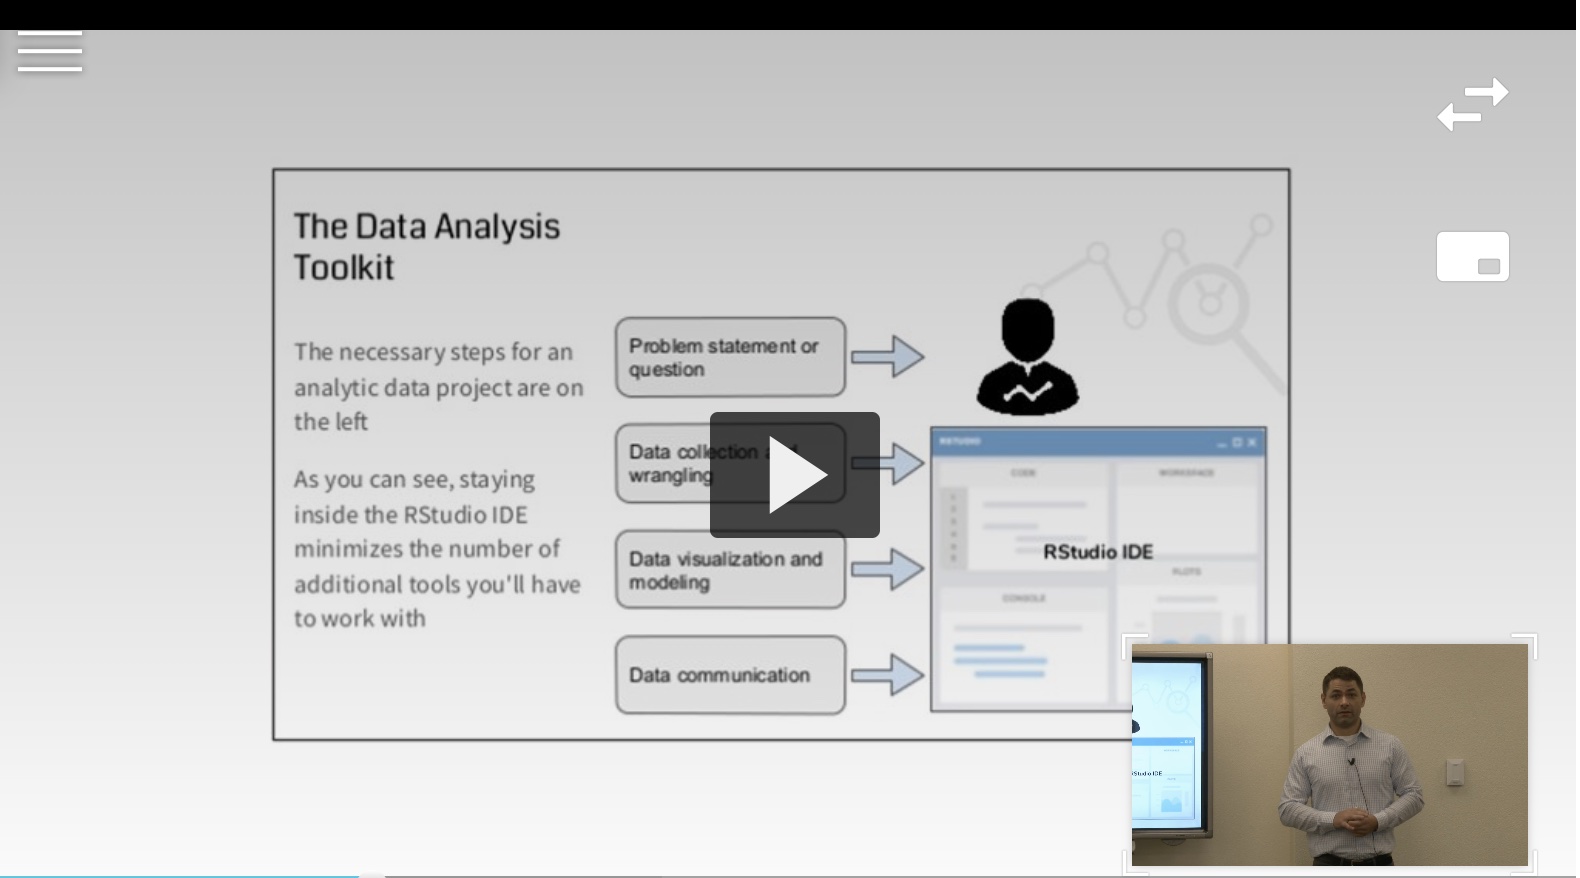 The Data Analysis
Toolkit
The necessary steps for an
analytic data project are on
the left
As you can see, staying
inside the RStudio IDE
minimizes the number of
additional tools you'll have
to work with
Problem statement or
question
Data collection and
wrangling
Data visualization and
modeling
Data communication
RSTUDIO
CODE
WORKSPACE
RStudio IDE
PLOTS
CONSOLE
RStudio IDE